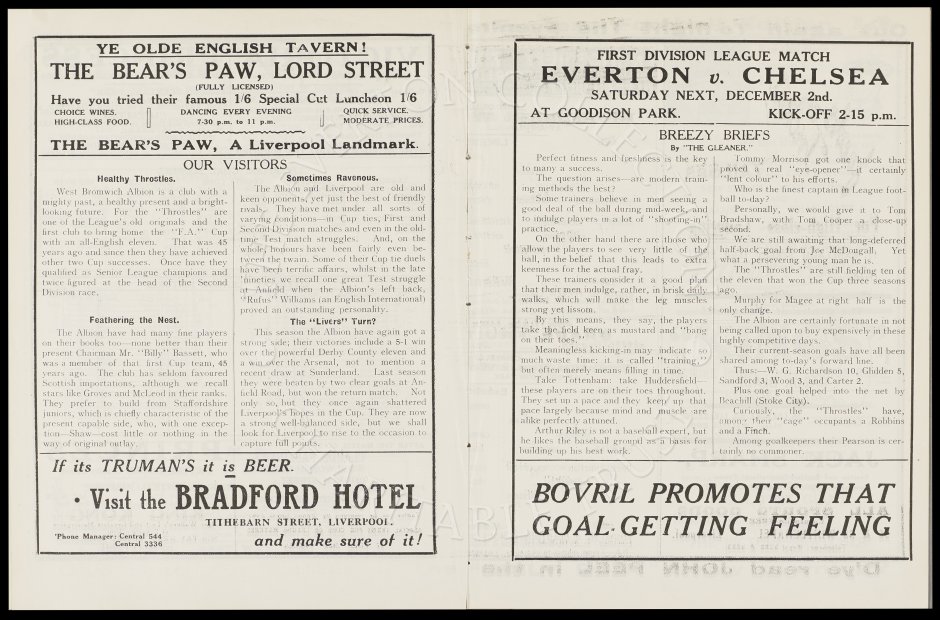 YE OLDE ENGLISH TAVERN!
THE BEAR'S PAW, LORD STREET
(FULLY LICENSED)
Have you tried their famous 1/6 Special Cut Luncheon 1/6
CHOICE WINES.
HIGH-CLASS FOOD.
DANCING EVERY EVENING
7-30 p.m. to 11 p.m.
QUICK SERVICE.
MODERATE PRICES.
THE BEAR'S PAW, A Liverpool Landmark.
OUR VISITORS
Healthy Throstles.
West Bromwich Albion is a club with a
mighty past, a healthy present and a bright-
looking future. For the "Throstles" are
one of the League's old originals and the
first club to bring home the "F.A." Cup
with an all-English eleven. That was 45
years ago and since then they have achieved
other two Cup successes. Once have they
qualified as Senior League champions and
twice figured at the head of the Second
Division race.
Feathering the Nest.
The Albion have had many fine players
on their books too—none better than their
present Chairman Mr. "Billy" Bassett, who
was a member of that first Cup team, 45
years ago. The club has seldom favoured
Scottish importations, although we recall
stars like Groves and McLeod in their ranks.
They prefer to build from Staffordshire
juniors, which is chiefly characteristic of the
present capable side, who, with one excep-
tion—Shaw—cost little or nothing in the
way of original outlay.
Sometimes Ravenous.
The Albion and Liverpool are old and
keen opponents, yet just the best of friendly
rivals. They have met under all sorts of
varying conditions—in Cup ties, First and
Second Division matches and even in the old-
time Test match struggles. And, on the
whole, honours have been fairly even be-
tween the twain. Some of their Cup tie duels
have been terrific affairs, whilst in the late
'nineties we recall one great Test struggle
at Anfield when the Albion's left back,
"Rufus" Williams (an English International)
proved an outstanding personality.
The "Livers" Turn?
This season the Albion have again got a
strong side; their victories include a 5-1 win
over the powerful Derby County eleven and
a win over the Arsenal, not to mention a
recent draw at Sunderland. Last season
they were beaten by two clear goals at An-
field Road, but won the return match. Not
only so, but they once again shattered
Liverpool's hopes in the Cup. They are now
a strong well-balanced side, but we shall
look for Liverpool to rise to the occasion to
capture full points.
If its TRUMAN'S it is BEER.
· Visit the BRADFORD HOTEL
TITHEBARN STREET, LIVERPOOL,
'Phone Manager: Central 544
Central 3336
and make sure of it!
FIRST DIVISION LEAGUE MATCH
EVERTON v. CHELSEA
SATURDAY NEXT, DECEMBER 2nd.
AT GOODISON PARK. KICK-OFF 2-15 p.m.
BREEZY BRIEFS
By "THE GLEANER."
Perfect fitness and freshness is the key
to many a success.
The question arises—are modern train-
ing methods the best?
Some trainers believe in men seeing a
good deal of the ball during mid-week, and
to indulge players in a lot of "shooting-in"
practice.
On the other hand there are those who
allow the players to see very little of the
ball, in the belief that this leads to extra
keenness for the actual fray.
These trainers consider it a good plan
that their men indulge, rather, in brisk daily
walks, which will make the leg muscles
strong yet lissom.
By this means, they say, the players
take the field keen as mustard and "bang
on their toes."
Meaningless kicking-in may indicate so
much waste time: it is called "training,"
but often merely means filling in time.
Take Tottenham: take Huddersfield—
these players are on their toes throughout.
They set up a pace and they keep up that
pace largely because mind and muscle are
alike perfectly attuned.
Arthur Riley is not a baseball expert, but
he likes the baseball ground as a basis for
building up his best work.
Tommy Morrison got one knock that
proved a real "eye-opener"—it certainly
"lent colour" to his efforts.
Who is the finest captain in League foot-
ball to-day?
Personally, we would give it to Tom
Bradshaw, with Tom Cooper a close-up
second.
We are still awaiting that long-deferred
half-back goal from Joe McDougall. Yet
what a persevering young man he is.
The "Throstles" are still fielding ten of
the eleven that won the Cup three seasons
ago.
Murphy for Magee at right half is the
only change.
The Albion are certainly fortunate in not
being called upon to buy expensively in these
highly competitive days.
Their current-season goals have all been
shared among to-day's forward line.
Thus:—W. G. Richardson 10, Glidden 5,
Sandford 3, Wood 3, and Carter 2.
Plus one goal helped into the net by
Beachill (Stoke City).
Curiously, the "Throstles" have,
among their "cage" occupants a Robbins
and a Finch.
Among goalkeepers their Pearson is cer-
tainly no commoner.
BOVRIL PROMOTES THAT
GOAL-GETTING FEELING